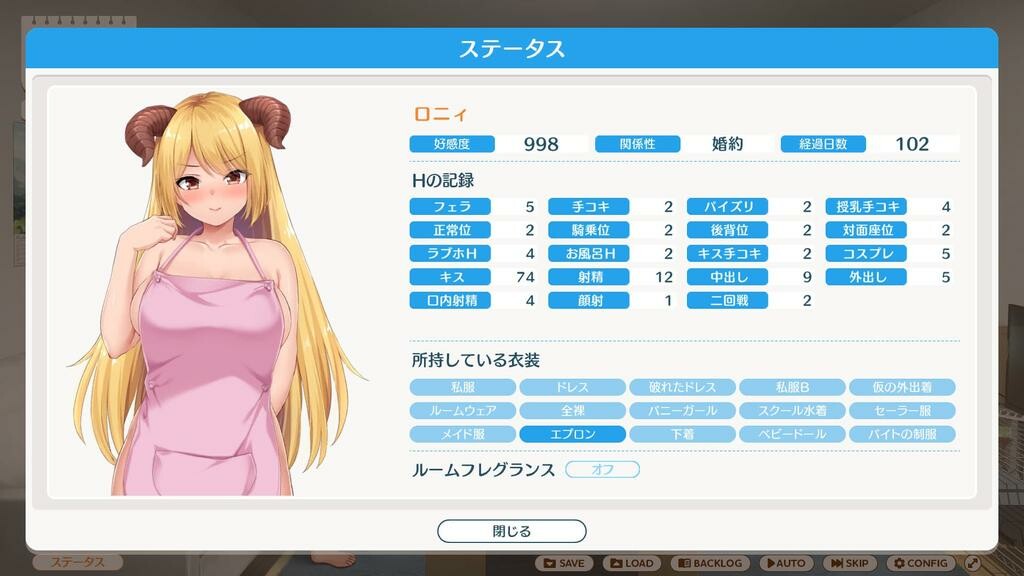 ステータス
ロニィ
好感度 998 関係性 婚約 経過日数 102
Hの記録
フェラ 5 手コキ 2 パイズリ 2 授乳手コキ 4
正常位 2 騎乗位 2 後背位 2 対面座位 2
ラブホH 4 お風呂H 2 キス手コキ 2 コスプレ 5
キス 74 射精 12 中出し 9 外出し 5
口内射精 4 顔射 1 二回戦 2
所持している衣装
私服 ドレス 破れたドレス 私服B 仮の外出着
ルームウェア 全裸 バニーガール スクール水着 セーラー服
メイド服 エプロン 下着 ベビードール バイトの制服
ルームフレグランス オフ
閉じる
ステータス SAVE LOAD BACKLOG AUTO SKIP CONFIG